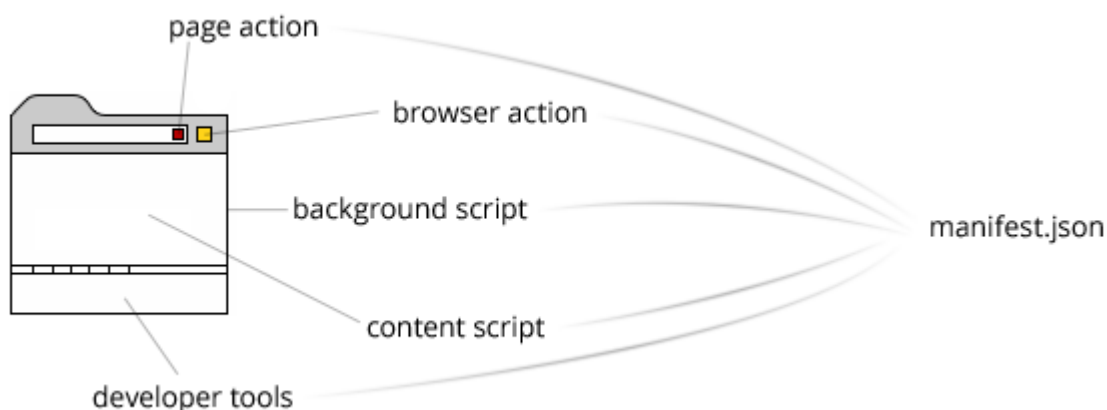 page action
browser action
background script
manifest.json
content script
developer tools